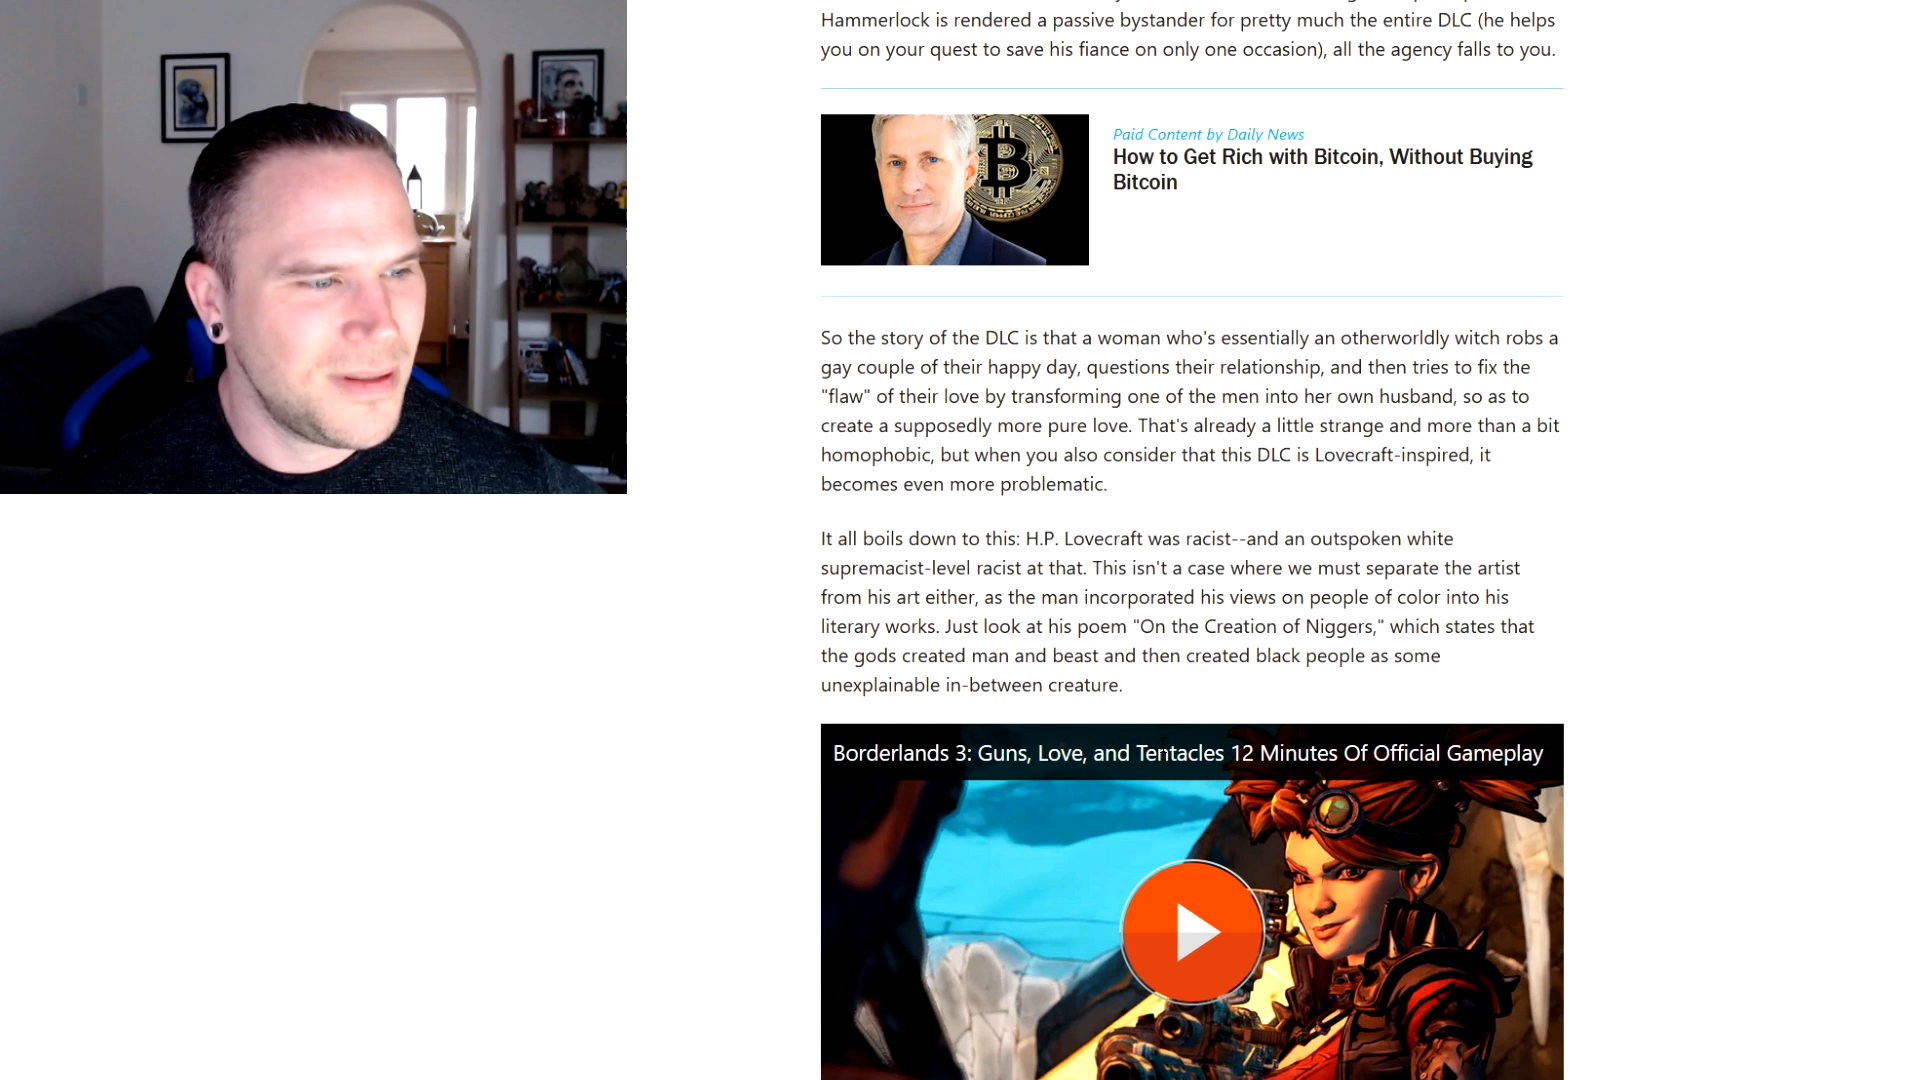 Hammerlock is rendered a passive bystander for pretty much the entire DLC (he helps
you on your quest to save his fiance on only one occasion), all the agency falls to you.
Paid Content by Daily News
How to Get Rich with Bitcoin, Without Buying
Bitcoin
So the story of the DLC is that a woman who's essentially an otherworldly witch robs a
gay couple of their happy day, questions their relationship, and then tries to fix the
"flaw" of their love by transforming one of the men into her own husband, so as to
create a supposedly more pure love. That's already a little strange and more than a bit
homophobic, but when you also consider that this DLC is Lovecraft-inspired, it
becomes even more problematic.
It all boils down to this: H.P. Lovecraft was racist--and an outspoken white
supremacist-level racist at that. This isn't a case where we must separate the artist
from his art either, as the man incorporated his views on people of color into his
literary works. Just look at his poem "On the Creation of Niggers," which states that
the gods created man and beast and then created black people as some
unexplainable in-between creature.
Borderlands 3: Guns, Love, and Tentacles 12 Minutes Of Official Gameplay